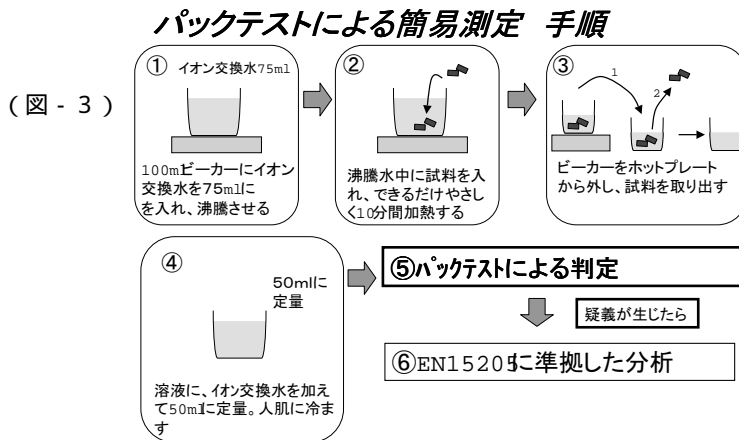 パックテストによる簡易測定 手順
(図-3)
①
イオン交換水75ml
100mlビーカーにイオン
交換水を75mlに
を入れ、沸騰させる
②
沸騰水中に試料を入
れ、できるだけやさし
く10分間加熱する
③
1
2
ビーカーをホットプレート
から外し、試料を取り出す
④
50mlに
定量
溶液に、イオン交換水を加え
て50mlに定量。人肌に冷ま
す
⑤パックテストによる判定
疑義が生じたら
⑥EN15205に準拠した分析